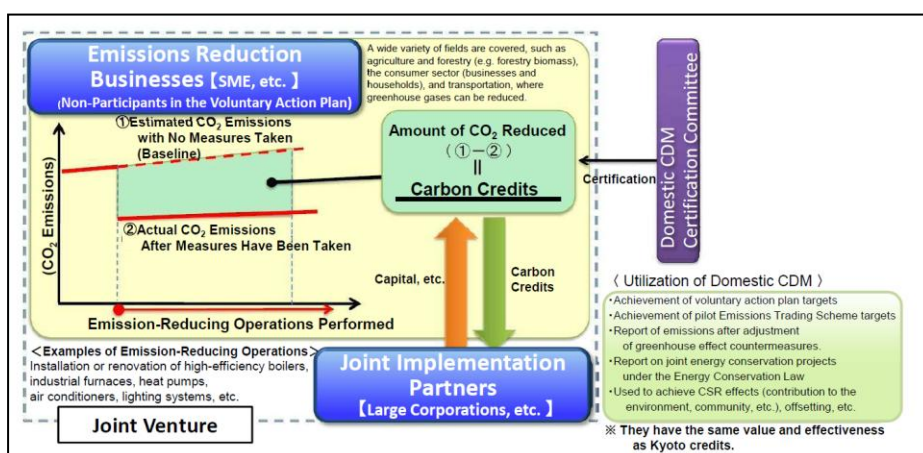 Emissions Reduction
Businesses【SME, etc.】
(Non-Participants in the Voluntary Action Plan)
A wide variety of fields are covered, such as
agriculture and forestry (e.g. forestry biomass),
the consumer sector (businesses and
households), and transportation, where
greenhouse gases can be reduced.
①Estimated CO₂ Emissions
with No Measures Taken
(Baseline)
②Actual CO₂ Emissions
After Measures Have Been Taken
(CO₂ Emissions)
Emission-Reducing Operations Performed
Amount of CO₂ Reduced
(①-②)
||
Carbon Credits
Certification
Domestic CDM
Certification Committee
Capital, etc.
Carbon
Credits
<Examples of Emission-Reducing Operations>
Installation or renovation of high-efficiency boilers,
industrial furnaces, heat pumps,
air conditioners, lighting systems, etc.
Joint Venture
Joint Implementation
Partners
【Large Corporations, etc.】
〈 Utilization of Domestic CDM 〉
・Achievement of voluntary action plan targets
・Achievement of pilot Emissions Trading Scheme targets
・Report of emissions after adjustment
of greenhouse effect countermeasures.
・Report on joint energy conservation projects
under the Energy Conservation Law
・Used to achieve CSR effects (contribution to the
environment, community, etc.), offsetting, etc.
※ They have the same value and effectiveness
as Kyoto credits.